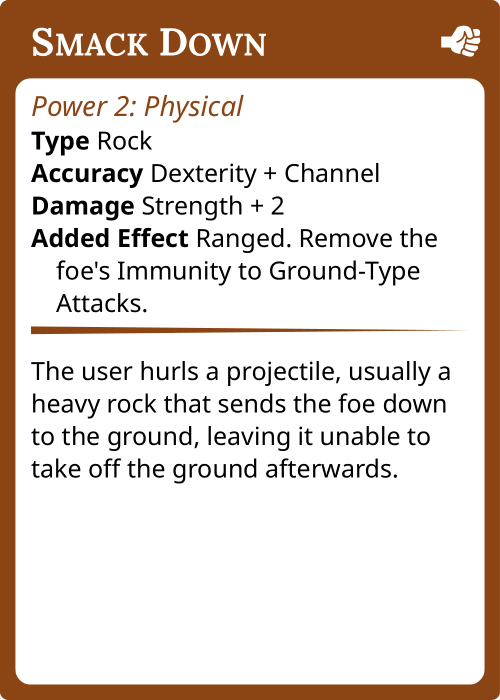 Smack Down
Power 2: Physical
Type Rock
Accuracy Dexterity + Channel
Damage Strength + 2
Added Effect Ranged. Remove the
foe's Immunity to Ground-Type
Attacks.
The user hurls a projectile, usually a
heavy rock that sends the foe down
to the ground, leaving it unable to
take off the ground afterwards.